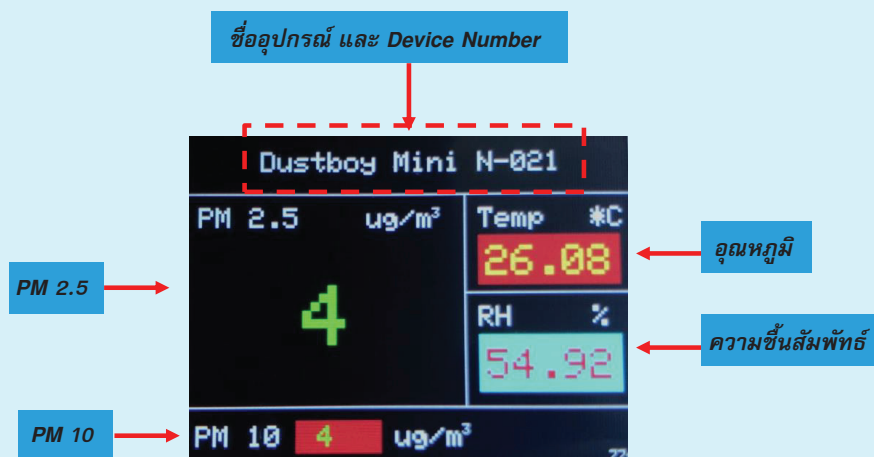 ชื่ออุปกรณ์ และ Device Number
Dustboy Mini N-021
PM 2.5 ug/m³
Temp *C
26.08
อุณหภูมิ
PM 2.5
4
RH %
54.92
ความชื้นสัมพัทธ์
PM 10
PM 10 4 ug/m³